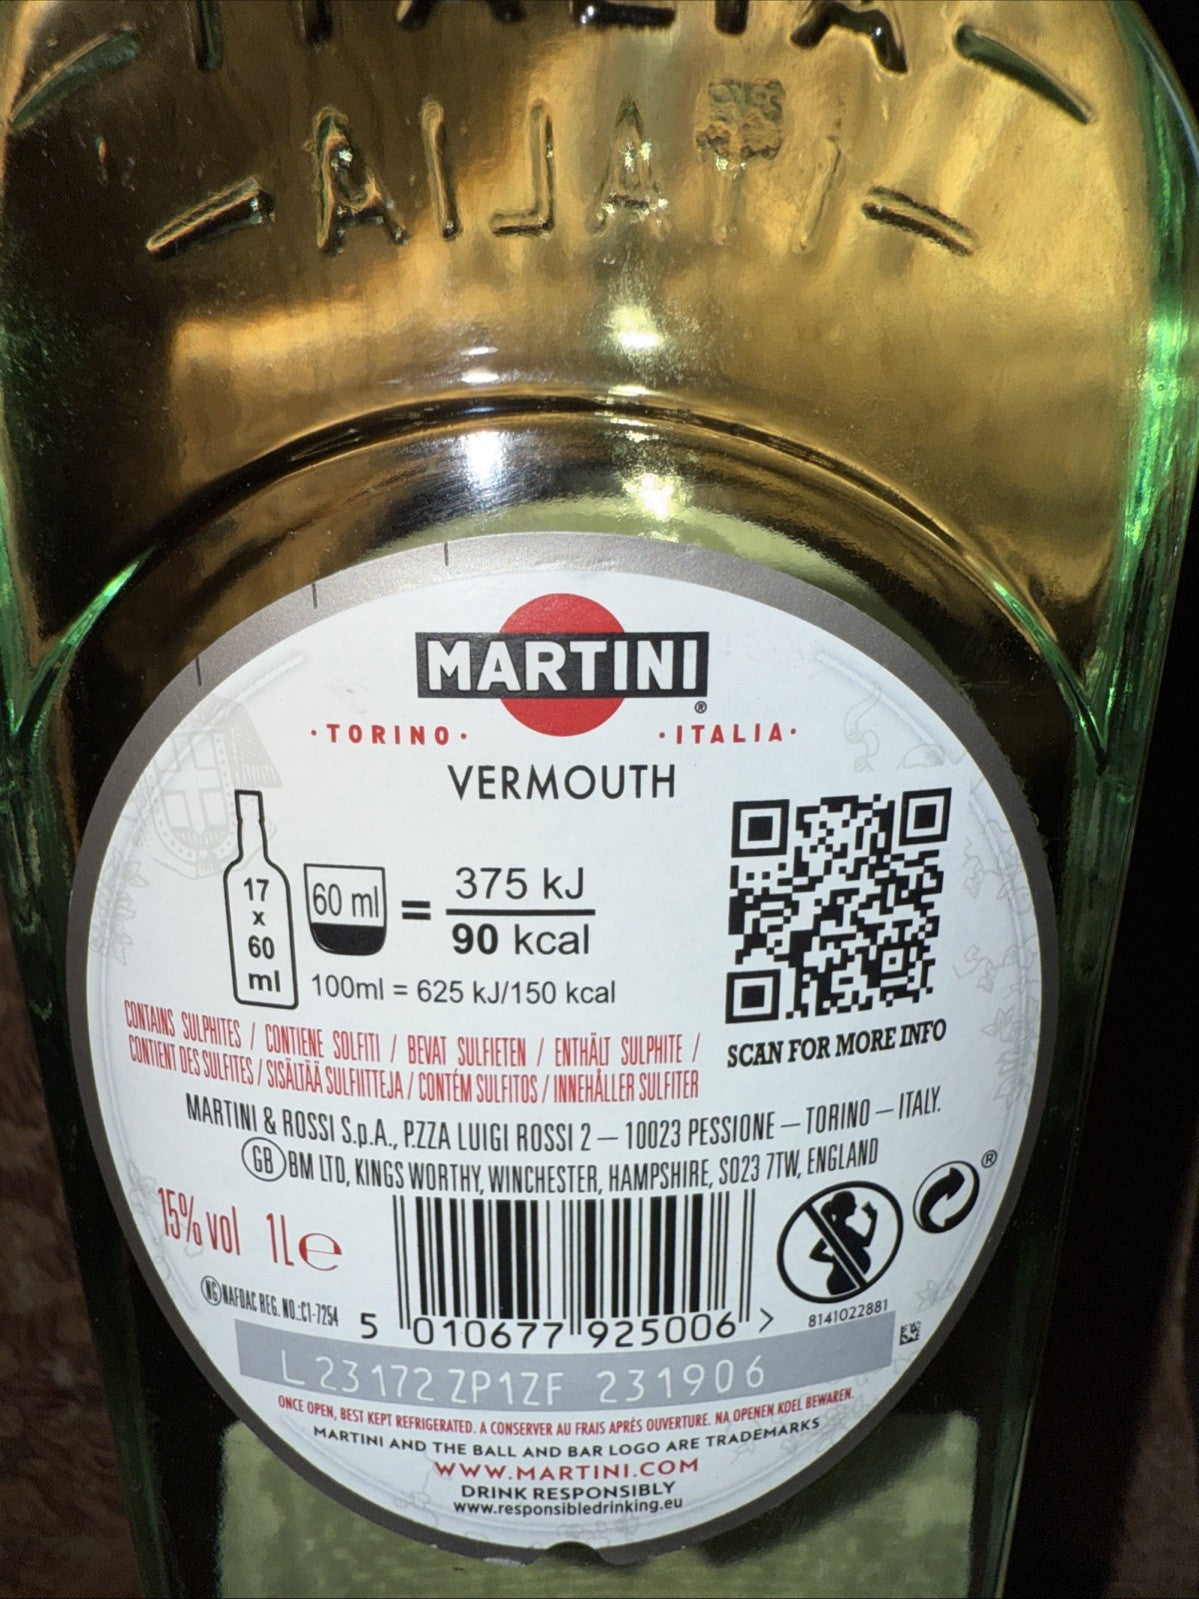 ITALIA
ITALIA
MARTINI®
·TORINO· ·ITALIA·
VERMOUTH
17 x 60 ml
60 ml = 375 kJ / 90 kcal
100ml = 625 kJ/150 kcal
SCAN FOR MORE INFO
CONTAINS SULPHITES / CONTIENE SOLFITI / BEVAT SULFIETEN / ENTHÄLT SULPHITE /
CONTIENT DES SULFITES / SISÄLTÄÄ SULFIITTEJA / CONTÉM SULFITOS / INNEHÅLLER SULFITER
MARTINI & ROSSI S.p.A., P.ZZA LUIGI ROSSI 2 – 10023 PESSIONE – TORINO – ITALY.
GB BM LTD, KINGS WORTHY, WINCHESTER, HAMPSHIRE, SO23 7TW, ENGLAND
15% vol 1L e
®
NG NAFDAC REG. NO.:C1-7254
5 010677 925006 >
8141022881
L23172 ZP1ZF 231906
ONCE OPEN, BEST KEPT REFRIGERATED. A CONSERVER AU FRAIS APRÈS OUVERTURE. NA OPENEN KOEL BEWAREN.
MARTINI AND THE BALL AND BAR LOGO ARE TRADEMARKS
WWW.MARTINI.COM
DRINK RESPONSIBLY
www.responsibledrinking.eu